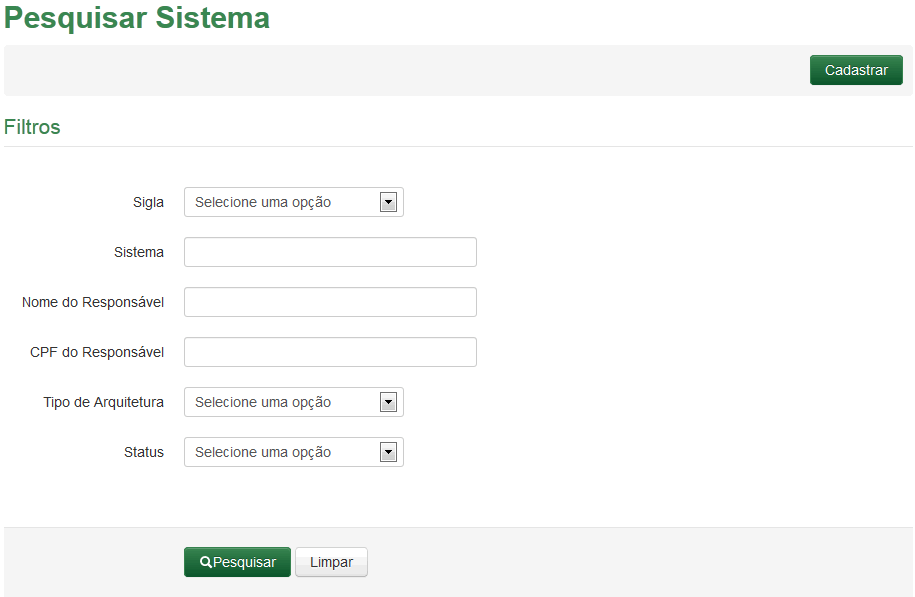 Pesquisar Sistema
Cadastrar
Filtros
Sigla Selecione uma opção
Sistema
Nome do Responsável
CPF do Responsável
Tipo de Arquitetura Selecione uma opção
Status Selecione uma opção
Pesquisar Limpar